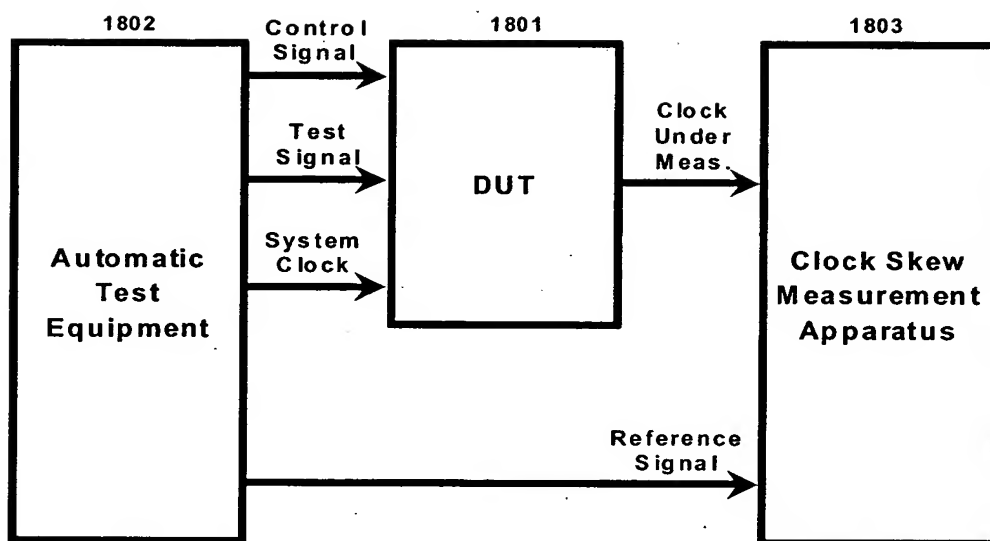 1802
Automatic
Test
Equipment
Control
Signal
Test
Signal
System
Clock
1801
DUT
Clock
Under
Meas.
Reference
Signal
1803
Clock Skew
Measurement
Apparatus